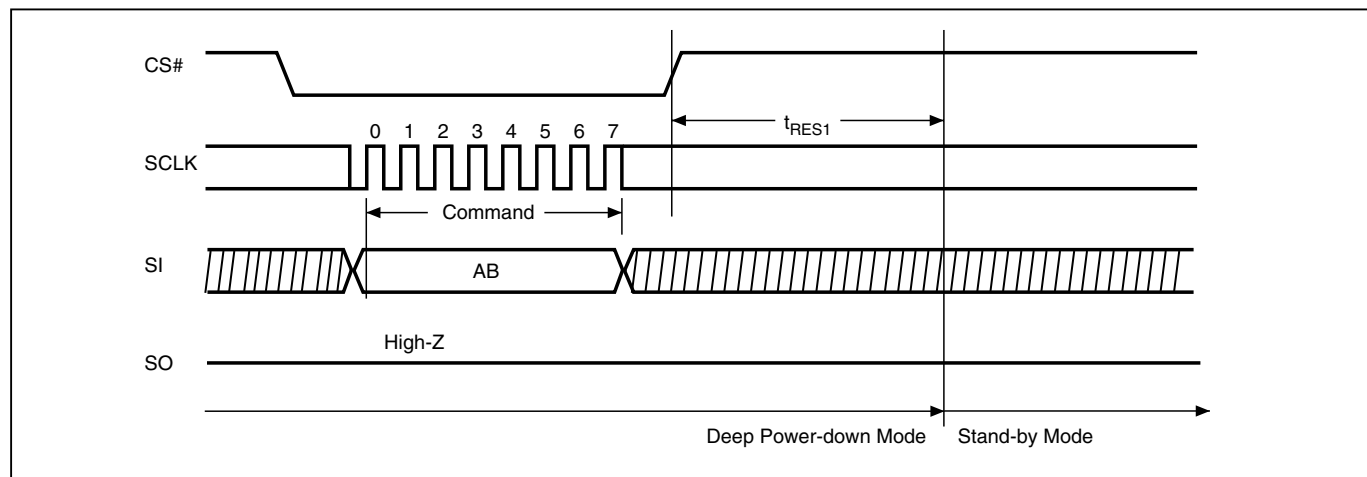 CS#
tRES1
0 1 2 3 4 5 6 7
SCLK
Command
SI
AB
High-Z
SO
Deep Power-down Mode Stand-by Mode